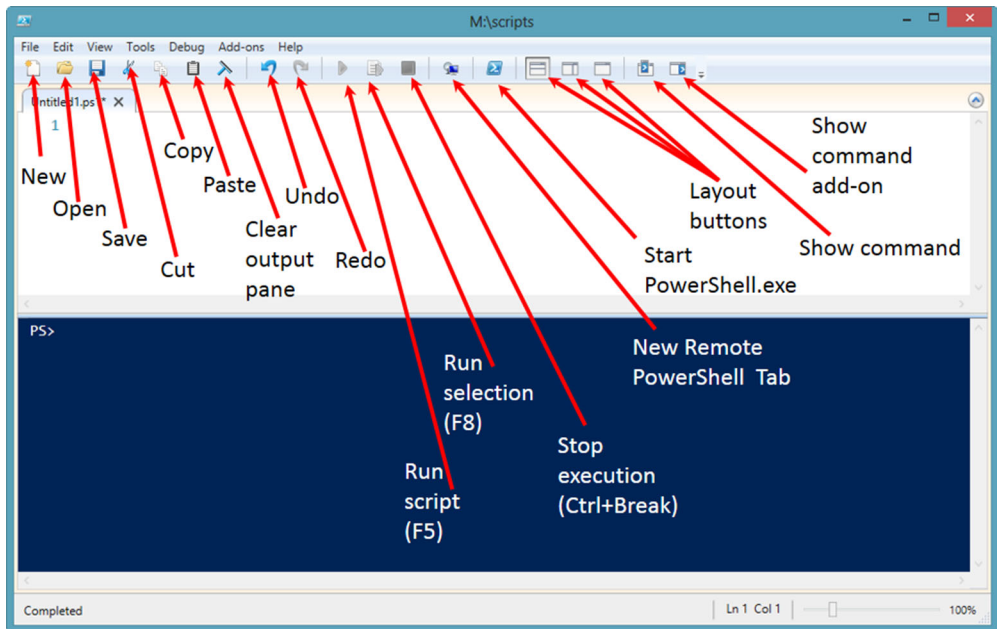 M:\scripts
File Edit View Tools Debug Add-ons Help
Untitled1.ps * X
1
New
Open
Save
Cut
Copy
Paste
Clear
output
pane
Undo
Redo
Layout
buttons
Show
command
add-on
Show command
Start
PowerShell.exe
PS>
New Remote
PowerShell Tab
Run
selection
(F8)
Stop
execution
(Ctrl+Break)
Run
script
(F5)
Completed
Ln 1 Col 1
100%